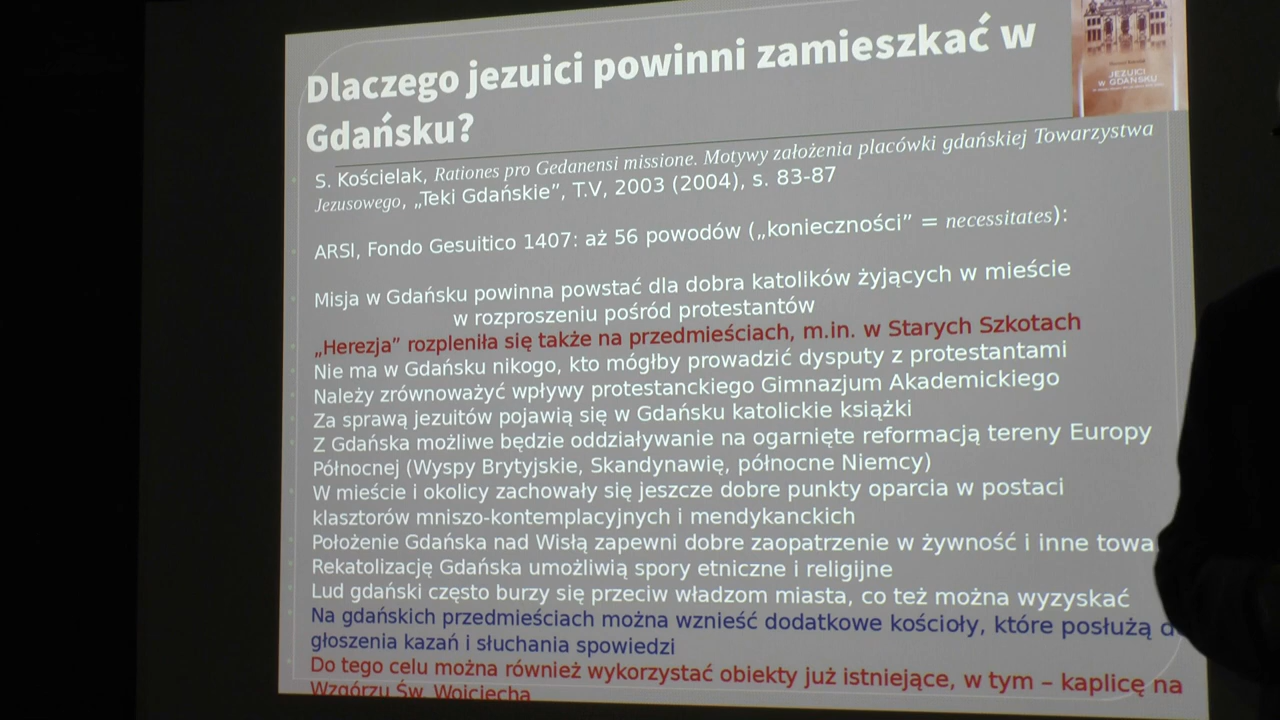 Dlaczego jezuici powinni zamieszkać w
Gdańsku?
JEZUICI
W GDAŃSKU
S. Kościelak, Rationes pro Gedanensi missione. Motywy założenia placówki gdańskiej Towarzystwa
Jezusowego, „Teki Gdańskie”, T.V, 2003 (2004), s. 83-87
ARSI, Fondo Gesuitico 1407: aż 56 powodów („konieczności” = necessitates):
Misja w Gdańsku powinna powstać dla dobra katolików żyjących w mieście
w rozproszeniu pośród protestantów
„Herezja” rozpleniła się także na przedmieściach, m.in. w Starych Szkotach
Nie ma w Gdańsku nikogo, kto mógłby prowadzić dysputy z protestantami
Należy zrównoważyć wpływy protestanckiego Gimnazjum Akademickiego
Za sprawą jezuitów pojawią się w Gdańsku katolickie książki
Z Gdańska możliwe będzie oddziaływanie na ogarnięte reformacją tereny Europy
Północnej (Wyspy Brytyjskie, Skandynawię, północne Niemcy)
W mieście i okolicy zachowały się jeszcze dobre punkty oparcia w postaci
klasztorów mniszo-kontemplacyjnych i mendykanckich
Położenie Gdańska nad Wisłą zapewni dobre zaopatrzenie w żywność i inne towa
Rekatolizację Gdańska umożliwią spory etniczne i religijne
Lud gdański często burzy się przeciw władzom miasta, co też można wyzyskać
Na gdańskich przedmieściach można wznieść dodatkowe kościoły, które posłużą d
głoszenia kazań i słuchania spowiedzi
Do tego celu można również wykorzystać obiekty już istniejące, w tym – kaplicę na
Wzgórzu Św. Wojciecha